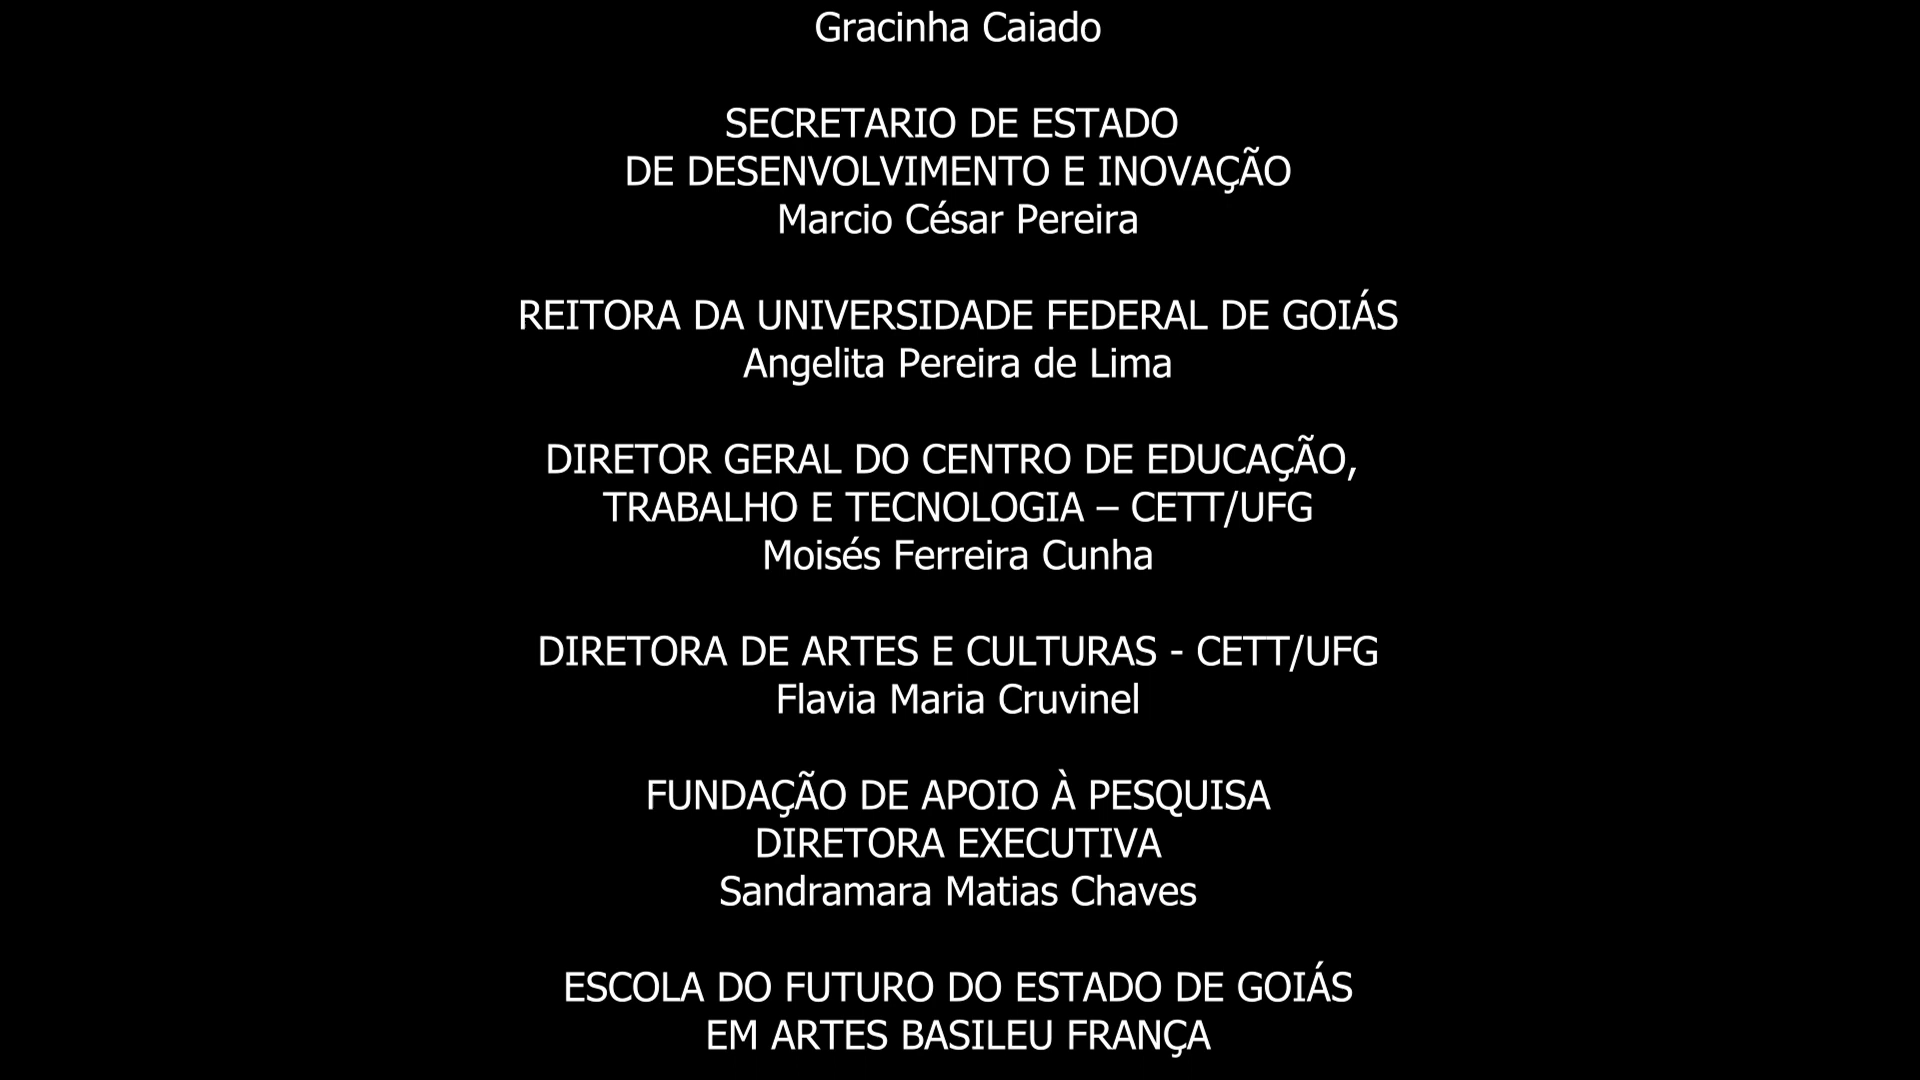 Gracinha Caiado
SECRETARIO DE ESTADO
DE DESENVOLVIMENTO E INOVAÇÃO
Marcio César Pereira
REITORA DA UNIVERSIDADE FEDERAL DE GOIÁS
Angelita Pereira de Lima
DIRETOR GERAL DO CENTRO DE EDUCAÇÃO,
TRABALHO E TECNOLOGIA – CETT/UFG
Moisés Ferreira Cunha
DIRETORA DE ARTES E CULTURAS - CETT/UFG
Flavia Maria Cruvinel
FUNDAÇÃO DE APOIO À PESQUISA
DIRETORA EXECUTIVA
Sandramara Matias Chaves
ESCOLA DO FUTURO DO ESTADO DE GOIÁS
EM ARTES BASILEU FRANÇA